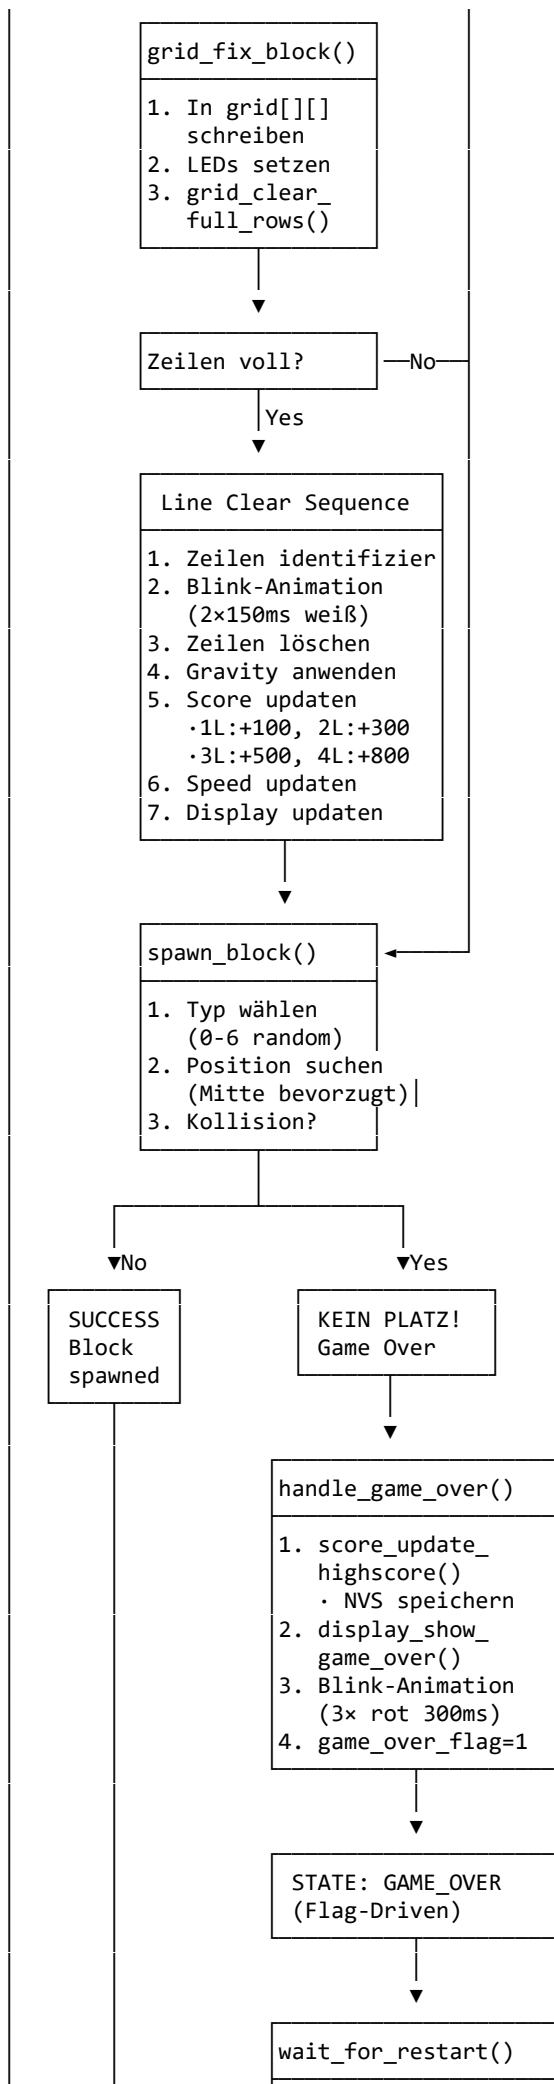 grid_fix_block()
1. In grid[][]
schreiben
2. LEDs setzen
3. grid_clear_
full_rows()
Zeilen voll?
No
Yes
Line Clear Sequence
1. Zeilen identifizier
2. Blink-Animation
(2×150ms weiß)
3. Zeilen löschen
4. Gravity anwenden
5. Score updaten
·1L:+100, 2L:+300
·3L:+500, 4L:+800
6. Speed updaten
7. Display updaten
spawn_block()
1. Typ wählen
(0-6 random)
2. Position suchen
(Mitte bevorzugt)
3. Kollision?
No
Yes
SUCCESS
Block
spawned
KEIN PLATZ!
Game Over
handle_game_over()
1. score_update_
highscore()
· NVS speichern
2. display_show_
game_over()
3. Blink-Animation
(3× rot 300ms)
4. game_over_flag=1
STATE: GAME_OVER
(Flag-Driven)
wait_for_restart()